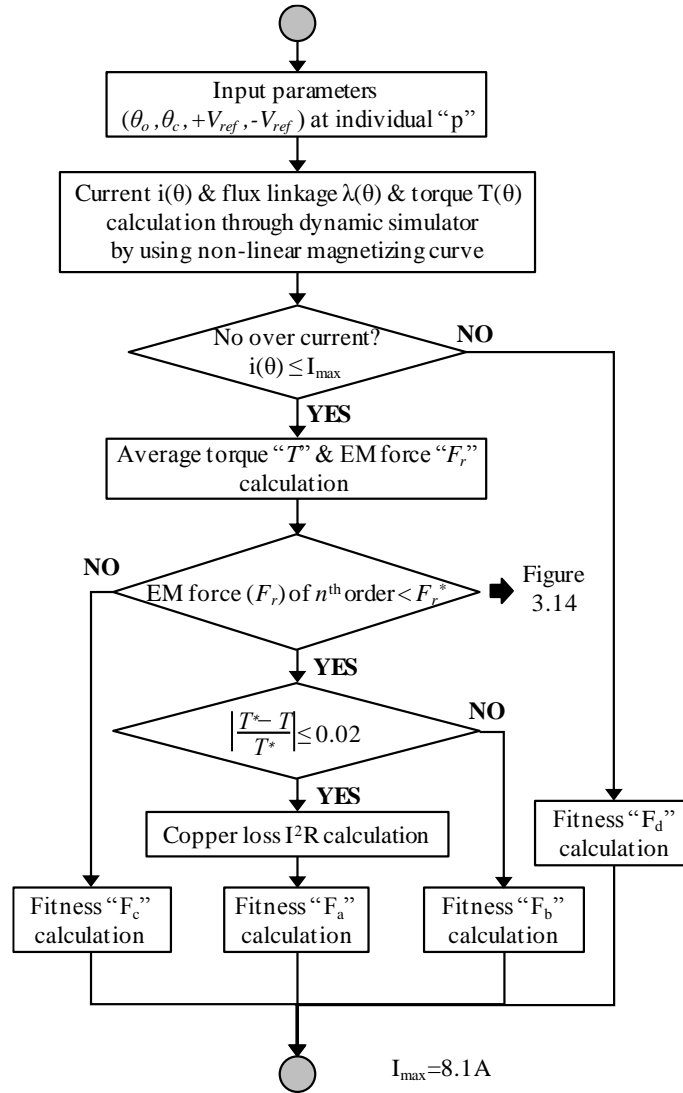 Input parameters
(θo,θc,+Vref,-Vref) at individual “p”
Current i(θ) & flux linkage λ(θ) & torque T(θ)
calculation through dynamic simulator
by using non-linear magnetizing curve
No over current?
i(θ) ≤ Imax
NO
YES
Average torque “T” & EM force “Fr”
calculation
NO
EM force (Fr) of nth order < Fr*
Figure
3.14
YES
|T*− T / T*| ≤ 0.02
NO
YES
Copper loss I²R calculation
Fitness “Fd”
calculation
Fitness “Fc”
calculation
Fitness “Fa”
calculation
Fitness “Fb”
calculation
Imax=8.1A